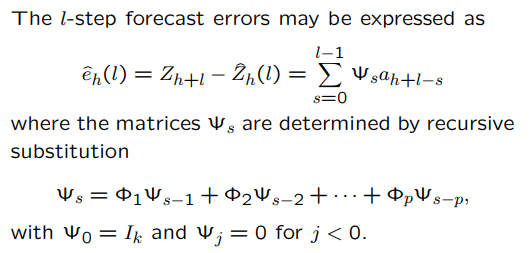 The l-step forecast errors may be expressed as
ê_h(l) = Z_{h+l} − Ẑ_h(l) = ∑_{s=0}^{l−1} Ψ_s a_{h+l−s}
where the matrices Ψ_s are determined by recursive
substitution
Ψ_s = Φ_1Ψ_{s−1} + Φ_2Ψ_{s−2} + ⋯ + Φ_pΨ_{s−p},
with Ψ_0 = I_k and Ψ_j = 0 for j < 0.